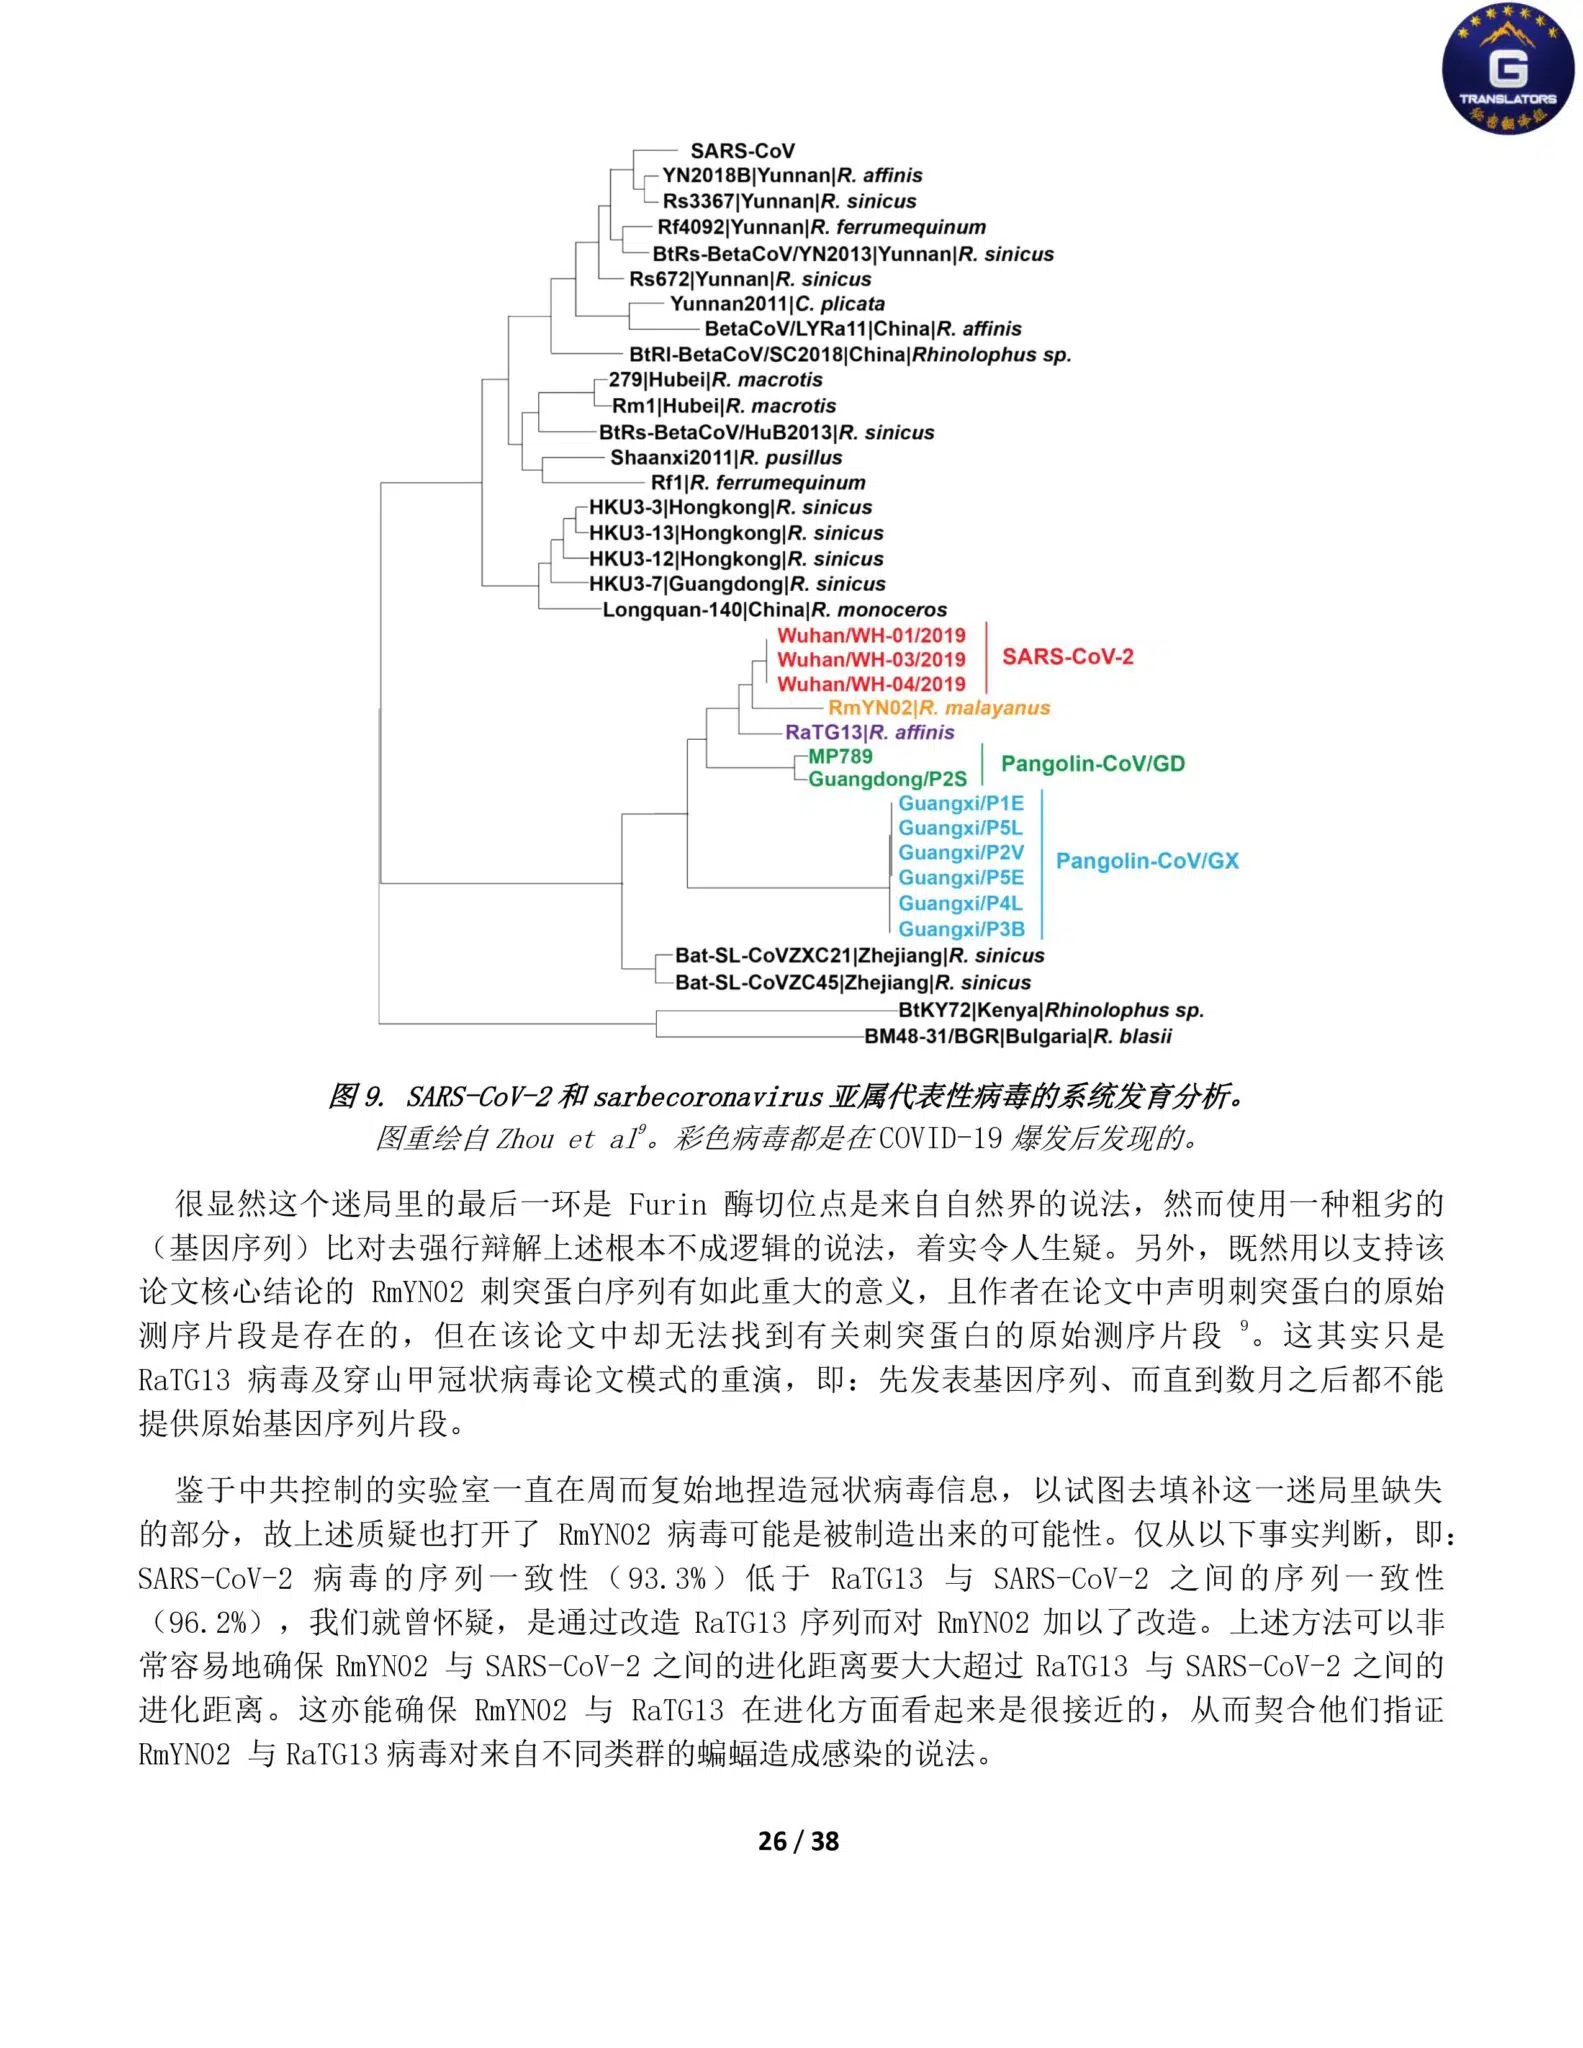 G
TRANSLATORS
秘密翻译组
SARS-CoV
YN2018B|Yunnan|R. affinis
Rs3367|Yunnan|R. sinicus
Rf4092|Yunnan|R. ferrumequinum
BtRs-BetaCoV/YN2013|Yunnan|R. sinicus
Rs672|Yunnan|R. sinicus
Yunnan2011|C. plicata
BetaCoV/LYRa11|China|R. affinis
BtRl-BetaCoV/SC2018|China|Rhinolophus sp.
279|Hubei|R. macrotis
Rm1|Hubei|R. macrotis
BtRs-BetaCoV/HuB2013|R. sinicus
Shaanxi2011|R. pusillus
Rf1|R. ferrumequinum
HKU3-3|Hongkong|R. sinicus
HKU3-13|Hongkong|R. sinicus
HKU3-12|Hongkong|R. sinicus
HKU3-7|Guangdong|R. sinicus
Longquan-140|China|R. monoceros
Wuhan/WH-01/2019
Wuhan/WH-03/2019
Wuhan/WH-04/2019
SARS-CoV-2
RmYN02|R. malayanus
RaTG13|R. affinis
MP789
Guangdong/P2S
Pangolin-CoV/GD
Guangxi/P1E
Guangxi/P5L
Guangxi/P2V
Guangxi/P5E
Guangxi/P4L
Guangxi/P3B
Pangolin-CoV/GX
Bat-SL-CoVZXC21|Zhejiang|R. sinicus
Bat-SL-CoVZC45|Zhejiang|R. sinicus
BtKY72|Kenya|Rhinolophus sp.
BM48-31/BGR|Bulgaria|R. blasii
图 9. SARS-CoV-2 和 sarbecoronavirus 亚属代表性病毒的系统发育分析。
图重绘自 Zhou et al⁹。彩色病毒都是在 COVID-19 爆发后发现的。
很显然这个迷局里的最后一环是 Furin 酶切位点是来自自然界的说法，然而使用一种粗劣的
（基因序列）比对去强行辩解上述根本不成逻辑的说法，着实令人生疑。另外，既然用以支持该
论文核心结论的 RmYN02 刺突蛋白序列有如此重大的意义，且作者在论文中声明刺突蛋白的原始
测序片段是存在的，但在该论文中却无法找到有关刺突蛋白的原始测序片段 ⁹。这其实只是
RaTG13 病毒及穿山甲冠状病毒论文模式的重演，即：先发表基因序列、而直到数月之后都不能
提供原始基因序列片段。
鉴于中共控制的实验室一直在周而复始地捏造冠状病毒信息，以试图去填补这一迷局里缺失
的部分，故上述质疑也打开了 RmYN02 病毒可能是被制造出来的可能性。仅从以下事实判断，即：
SARS-CoV-2 病毒的序列一致性（93.3%）低于 RaTG13 与 SARS-CoV-2 之间的序列一致性
（96.2%），我们就曾怀疑，是通过改造 RaTG13 序列而对 RmYN02 加以了改造。上述方法可以非
常容易地确保 RmYN02 与 SARS-CoV-2 之间的进化距离要大大超过 RaTG13 与 SARS-CoV-2 之间的
进化距离。这亦能确保 RmYN02 与 RaTG13 在进化方面看起来是很接近的，从而契合他们指证
RmYN02 与 RaTG13 病毒对来自不同类群的蝙蝠造成感染的说法。
26 / 38